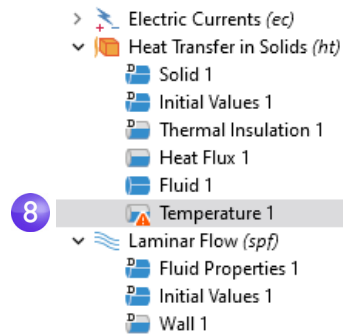 Electric Currents (ec)
Heat Transfer in Solids (ht)
D Solid 1
D Initial Values 1
D Thermal Insulation 1
Heat Flux 1
Fluid 1
8 Temperature 1
Laminar Flow (spf)
D Fluid Properties 1
D Initial Values 1
D Wall 1